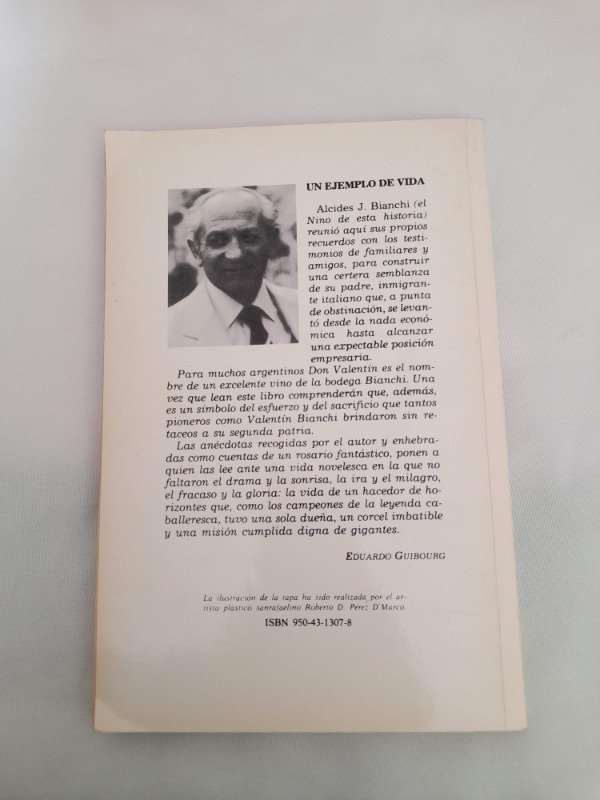 UN EJEMPLO DE VIDA
Alcides J. Bianchi (el
Nino de esta historia)
reunió aquí sus propios
recuerdos con los testi-
monios de familiares y
amigos, para construir
una certera semblanza
de su padre, inmigran-
te italiano que, a punta
de obstinación, se levan-
tó desde la nada econó-
mica hasta alcanzar
una expectable posición
empresaria.
Para muchos argentinos Don Valentín es el nom-
bre de un excelente vino de la bodega Bianchi. Una
vez que lean este libro comprenderán que, además,
es un símbolo del esfuerzo y del sacrificio que tantos
pioneros como Valentín Bianchi brindaron sin re-
taceos a su segunda patria.
Las anécdotas recogidas por el autor y enhebra-
das como cuentas de un rosario fantástico, ponen a
quien las lee ante una vida novelesca en la que no
faltaron el drama y la sonrisa, la ira y el milagro,
el fracaso y la gloria: la vida de un hacedor de ho-
rizontes que, como los campeones de la leyenda ca-
balleresca, tuvo una sola dueña, un corcel imbatible
y una misión cumplida digna de gigantes.
EDUARDO GUIBOURG
La ilustración de la tapa ha sido realizada por el ar-
tista plástico sanrafaelino Roberto D. Perez D'Marco.
ISBN 950-43-1307-8